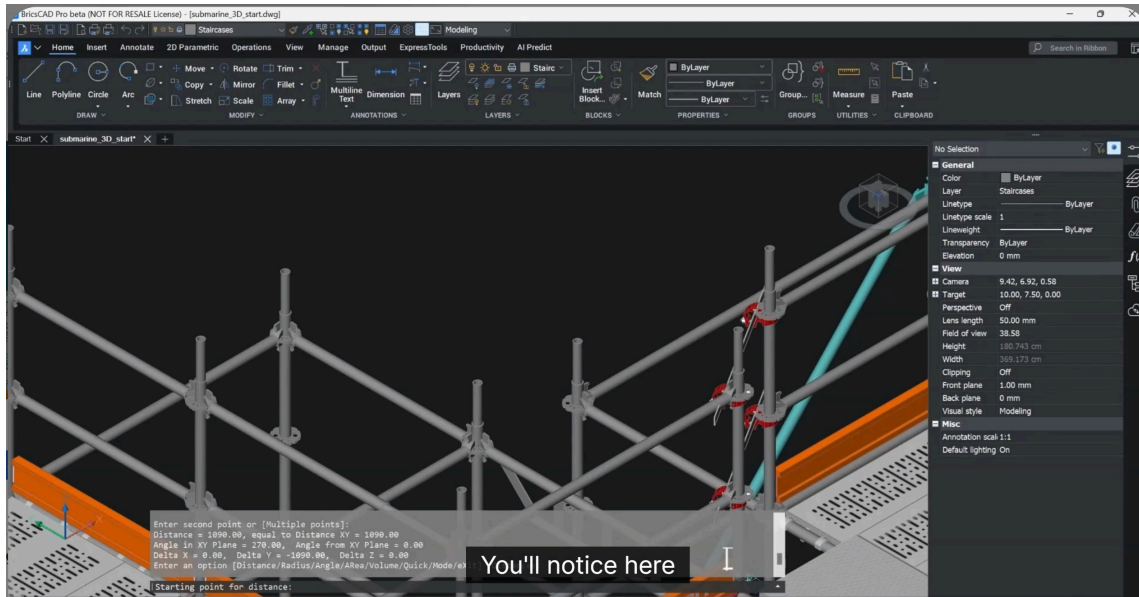 BricsCAD Pro beta (NOT FOR RESALE License) - [submarine_3D_start.dwg]
Staircases
Modeling
Home Insert Annotate 2D Parametric Operations View Manage Output ExpressTools Productivity AI Predict
Search in Ribbon
Line Polyline Circle Arc
Move Rotate Trim
Copy Mirror Fillet
Stretch Scale Array
Multiline Text
Dimension
Layers
Stairc
Insert Block...
Match
ByLayer
ByLayer
ByLayer
Group...
Measure
Paste
DRAW MODIFY ANNOTATIONS LAYERS BLOCKS PROPERTIES GROUPS UTILITIES CLIPBOARD
Start submarine_3D_start*
No Selection
General
Color ByLayer
Layer Staircases
Linetype ByLayer
Linetype scale 1
Lineweight ByLayer
Transparency ByLayer
Elevation 0 mm
View
Camera 9.42, 6.92, 0.58
Target 10.00, 7.50, 0.00
Perspective Off
Lens length 50.00 mm
Field of view 38.58
Height 180.743 cm
Width 369.173 cm
Clipping Off
Front plane 1.00 mm
Back plane 0 mm
Visual style Modeling
Misc
Annotation scal 1:1
Default lighting On
Enter second point or [Multiple points]:
Distance = 1090.00, equal to Distance XY = 1090.00
Angle in XY Plane = 270.00, Angle from XY Plane = 0.00
Delta X = 0.00, Delta Y = -1090.00, Delta Z = 0.00
Enter an option [Distance/Radius/Angle/ARea/Volume/Quick/Mode/eX
Starting point for distance:
You'll notice here